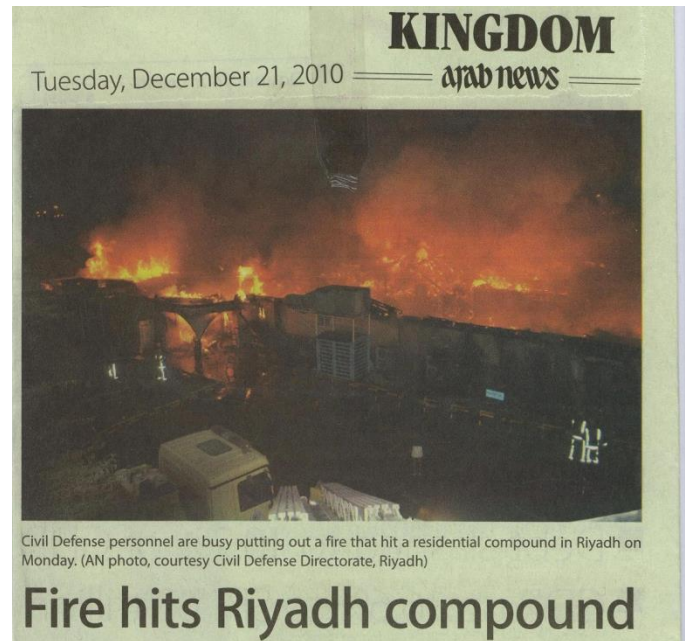 KINGDOM
Tuesday, December 21, 2010
arab news
Civil Defense personnel are busy putting out a fire that hit a residential compound in Riyadh on
Monday. (AN photo, courtesy Civil Defense Directorate, Riyadh)
Fire hits Riyadh compound